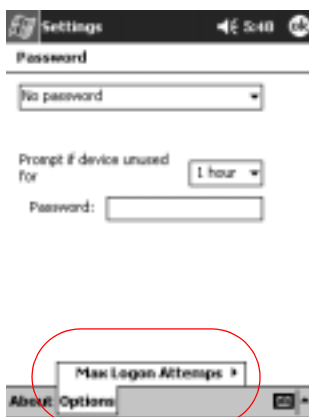 Settings 5:48 ok
Password
No password
Prompt if device unused
for 1 hour
Password:
Max Logon Attemps
About Options